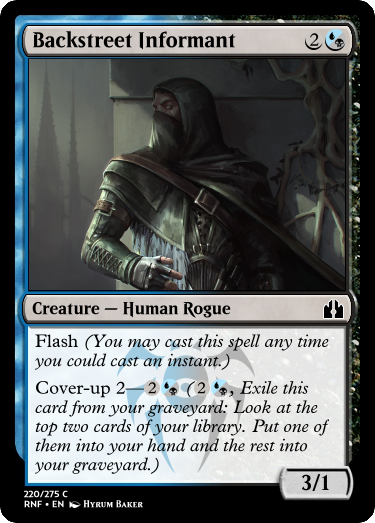 Backstreet Informant 2
Creature — Human Rogue
Flash (You may cast this spell any time
you could cast an instant.)
Cover-up 2—2 (2 , Exile this
card from your graveyard: Look at the
top two cards of your library. Put one
of them into your hand and the rest into
your graveyard.)
3/1
220/275 C
RNF • EN HYRUM BAKER